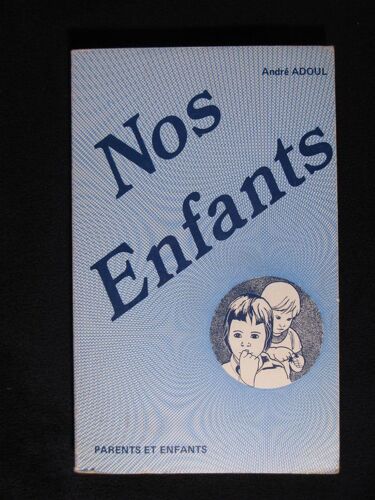 André ADOUL
Nos
Enfants
PARENTS ET ENFANTS